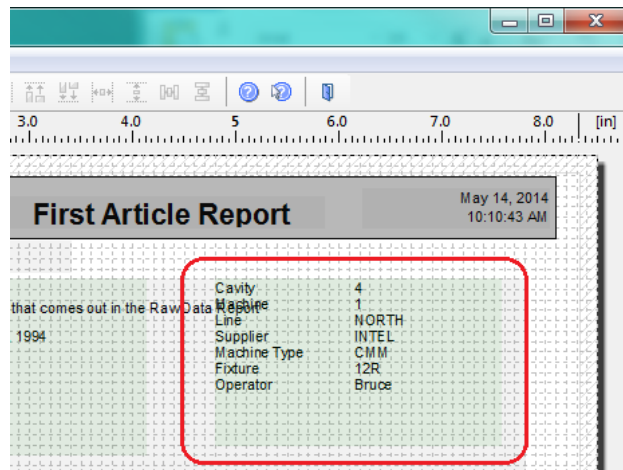 3.0 4.0 5 6.0 7.0 8.0 [in]
First Article Report
May 14, 2014
10:10:43 AM
that comes out in the RawData Report
1994
Cavity 4
Machine 1
Line NORTH
Supplier INTEL
Machine Type CMM
Fixture 12R
Operator Bruce